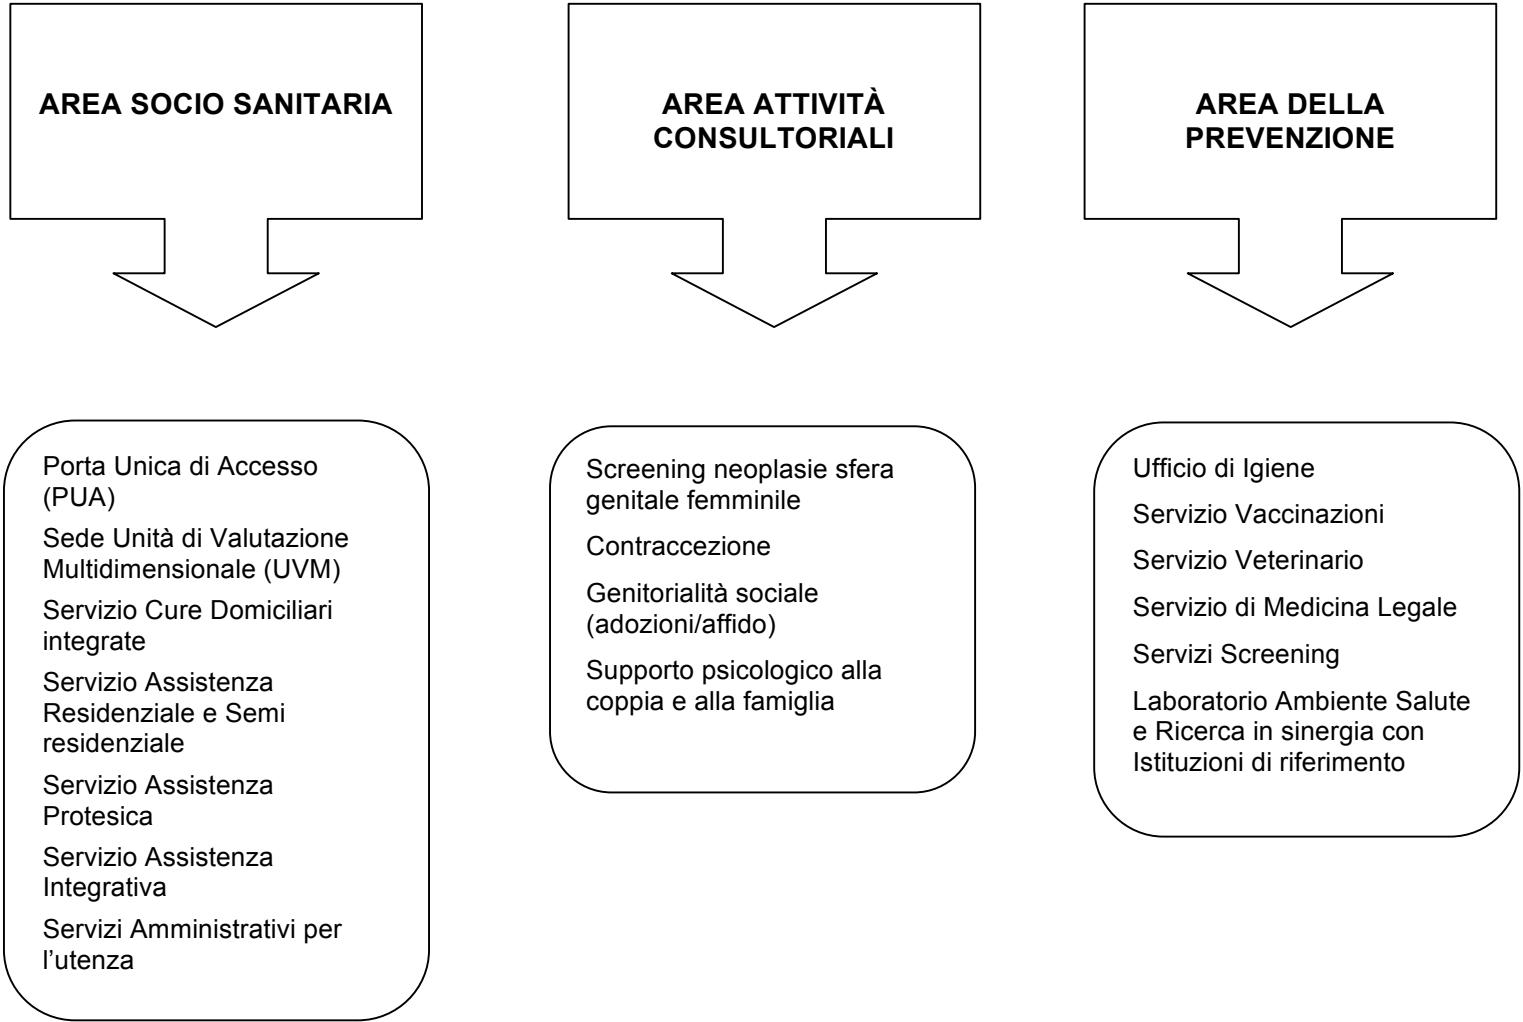 AREA SOCIO SANITARIA
AREA ATTIVITÀ
CONSULTORIALI
AREA DELLA
PREVENZIONE
Porta Unica di Accesso
(PUA)
Sede Unità di Valutazione
Multidimensionale (UVM)
Servizio Cure Domiciliari
integrate
Servizio Assistenza
Residenziale e Semi
residenziale
Servizio Assistenza
Protesica
Servizio Assistenza
Integrativa
Servizi Amministrativi per
l’utenza
Screening neoplasie sfera
genitale femminile
Contraccezione
Genitorialità sociale
(adozioni/affido)
Supporto psicologico alla
coppia e alla famiglia
Ufficio di Igiene
Servizio Vaccinazioni
Servizio Veterinario
Servizio di Medicina Legale
Servizi Screening
Laboratorio Ambiente Salute
e Ricerca in sinergia con
Istituzioni di riferimento